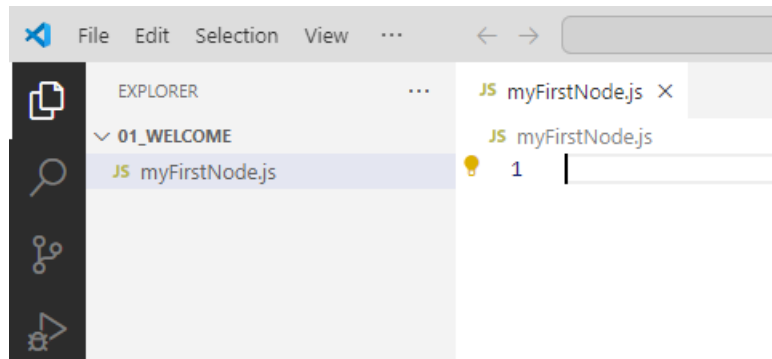 File Edit Selection View ...
EXPLORER ...
01_WELCOME
JS myFirstNode.js
JS myFirstNode.js
JS myFirstNode.js
1